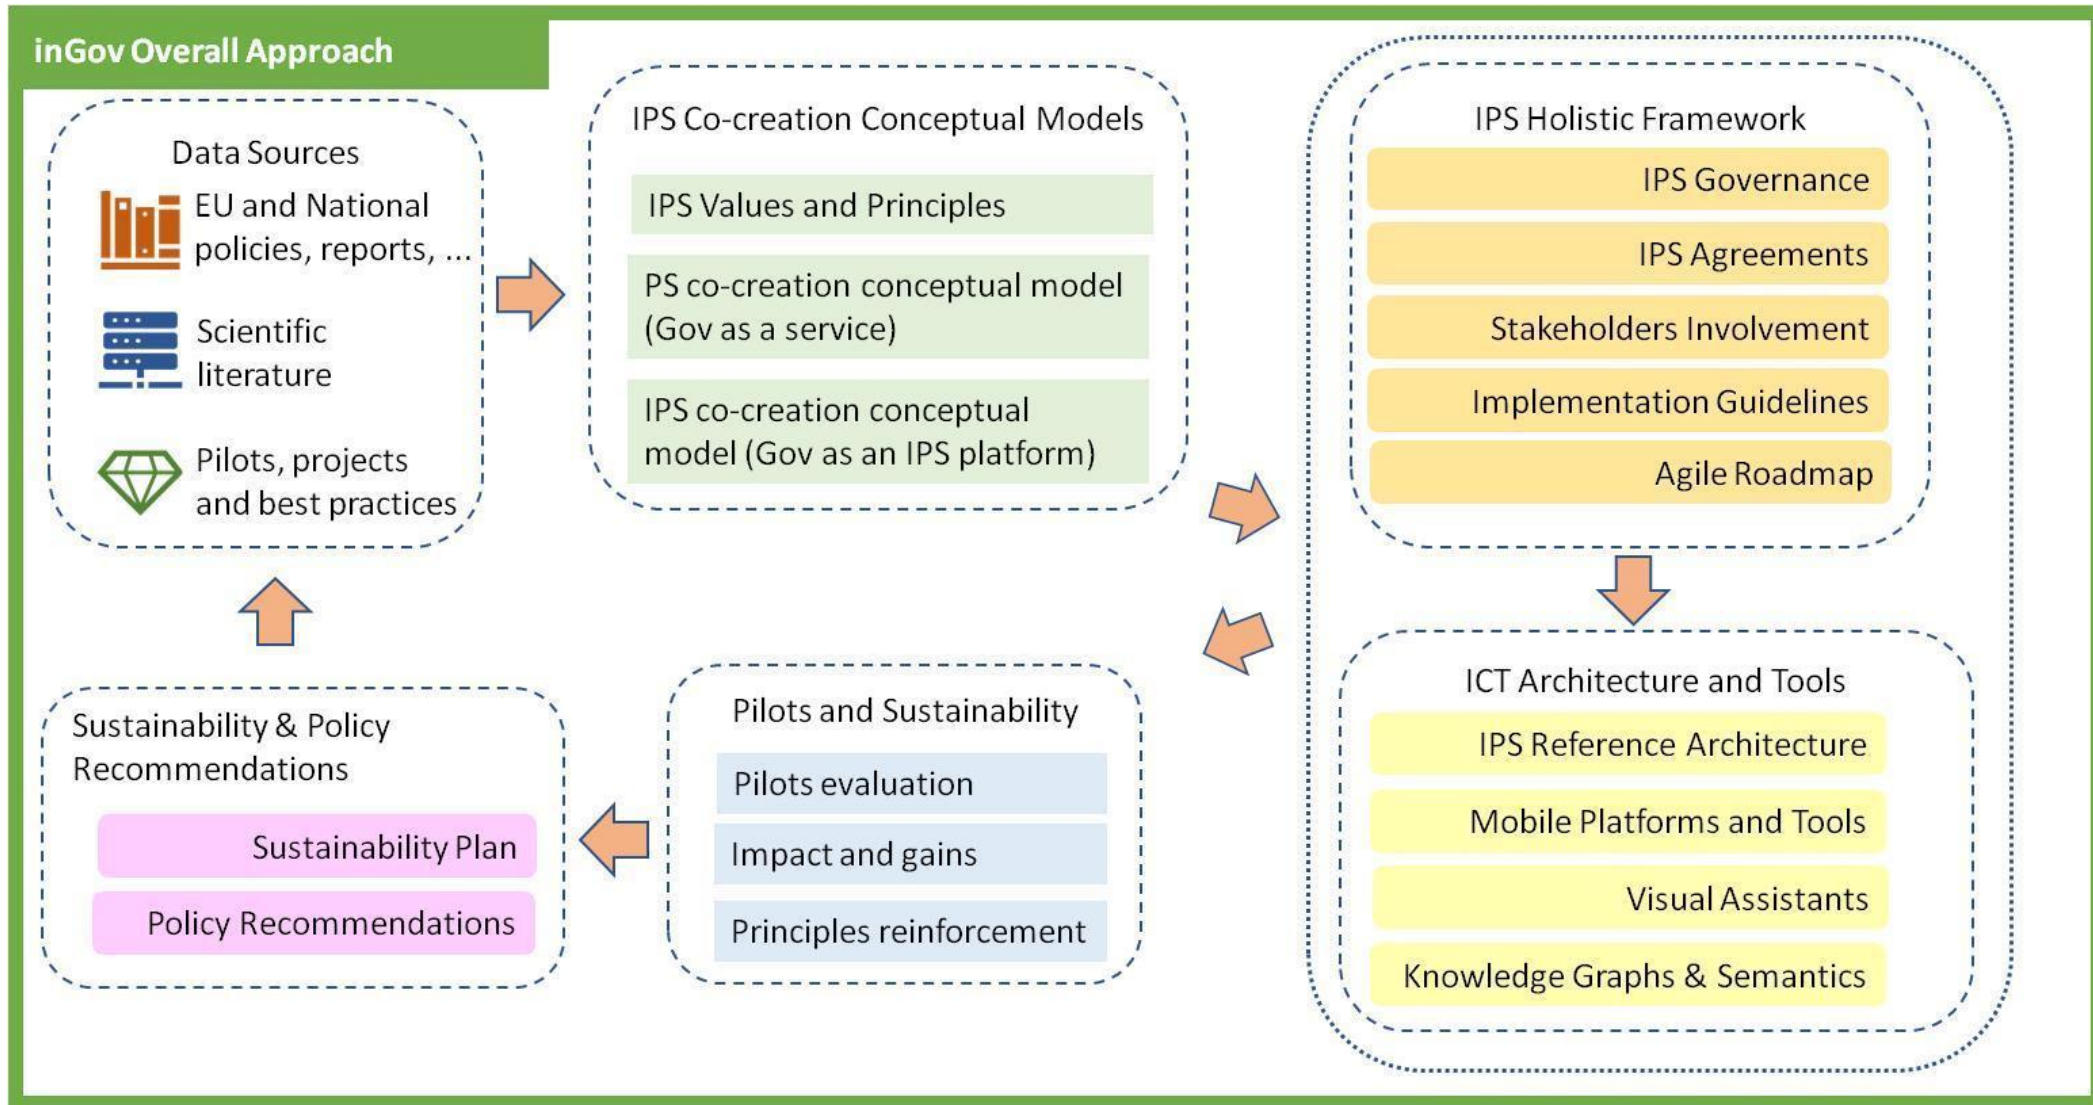 inGov Overall Approach
Data Sources
EU and National
policies, reports, ...
Scientific
literature
Pilots, projects
and best practices
IPS Co-creation Conceptual Models
IPS Values and Principles
PS co-creation conceptual model
(Gov as a service)
IPS co-creation conceptual
model (Gov as an IPS platform)
IPS Holistic Framework
IPS Governance
IPS Agreements
Stakeholders Involvement
Implementation Guidelines
Agile Roadmap
ICT Architecture and Tools
IPS Reference Architecture
Mobile Platforms and Tools
Visual Assistants
Knowledge Graphs & Semantics
Pilots and Sustainability
Pilots evaluation
Impact and gains
Principles reinforcement
Sustainability & Policy
Recommendations
Sustainability Plan
Policy Recommendations